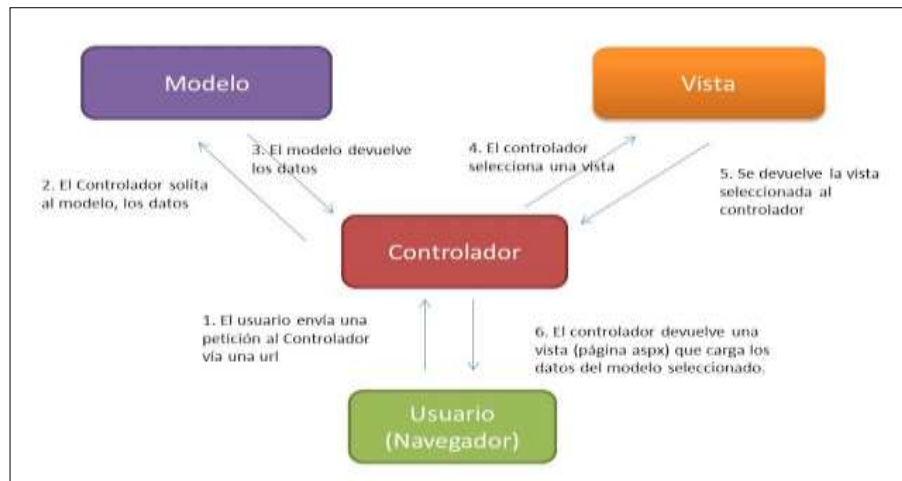 Modelo
Vista
3. El modelo devuelve
los datos
4. El controlador
selecciona una vista
2. El Controlador solita
al modelo, los datos
5. Se devuelve la vista
seleccionada al
controlador
Controlador
1. El usuario envía una
petición al Controlador
vía una url
6. El controlador devuelve una
vista (página aspx) que carga los
datos del modelo seleccionado.
Usuario
(Navegador)